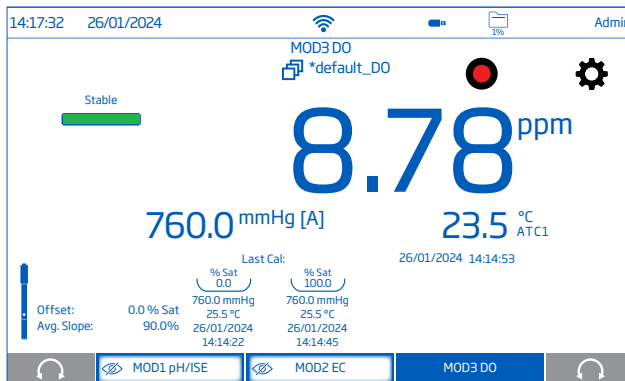 14:17:32 26/01/2024 1% Admin
MOD3 DO
*default_DO
Stable
8.78 ppm
760.0 mmHg [A] 23.5 °C ATC1
Last Cal: 26/01/2024 14:14:53
% Sat % Sat
0.0 100.0
760.0 mmHg 760.0 mmHg
Offset: 0.0 % Sat 25.5 °C 25.5 °C
Avg. Slope: 90.0% 26/01/2024 26/01/2024
14:14:22 14:14:45
MOD1 pH/ISE MOD2 EC MOD3 DO